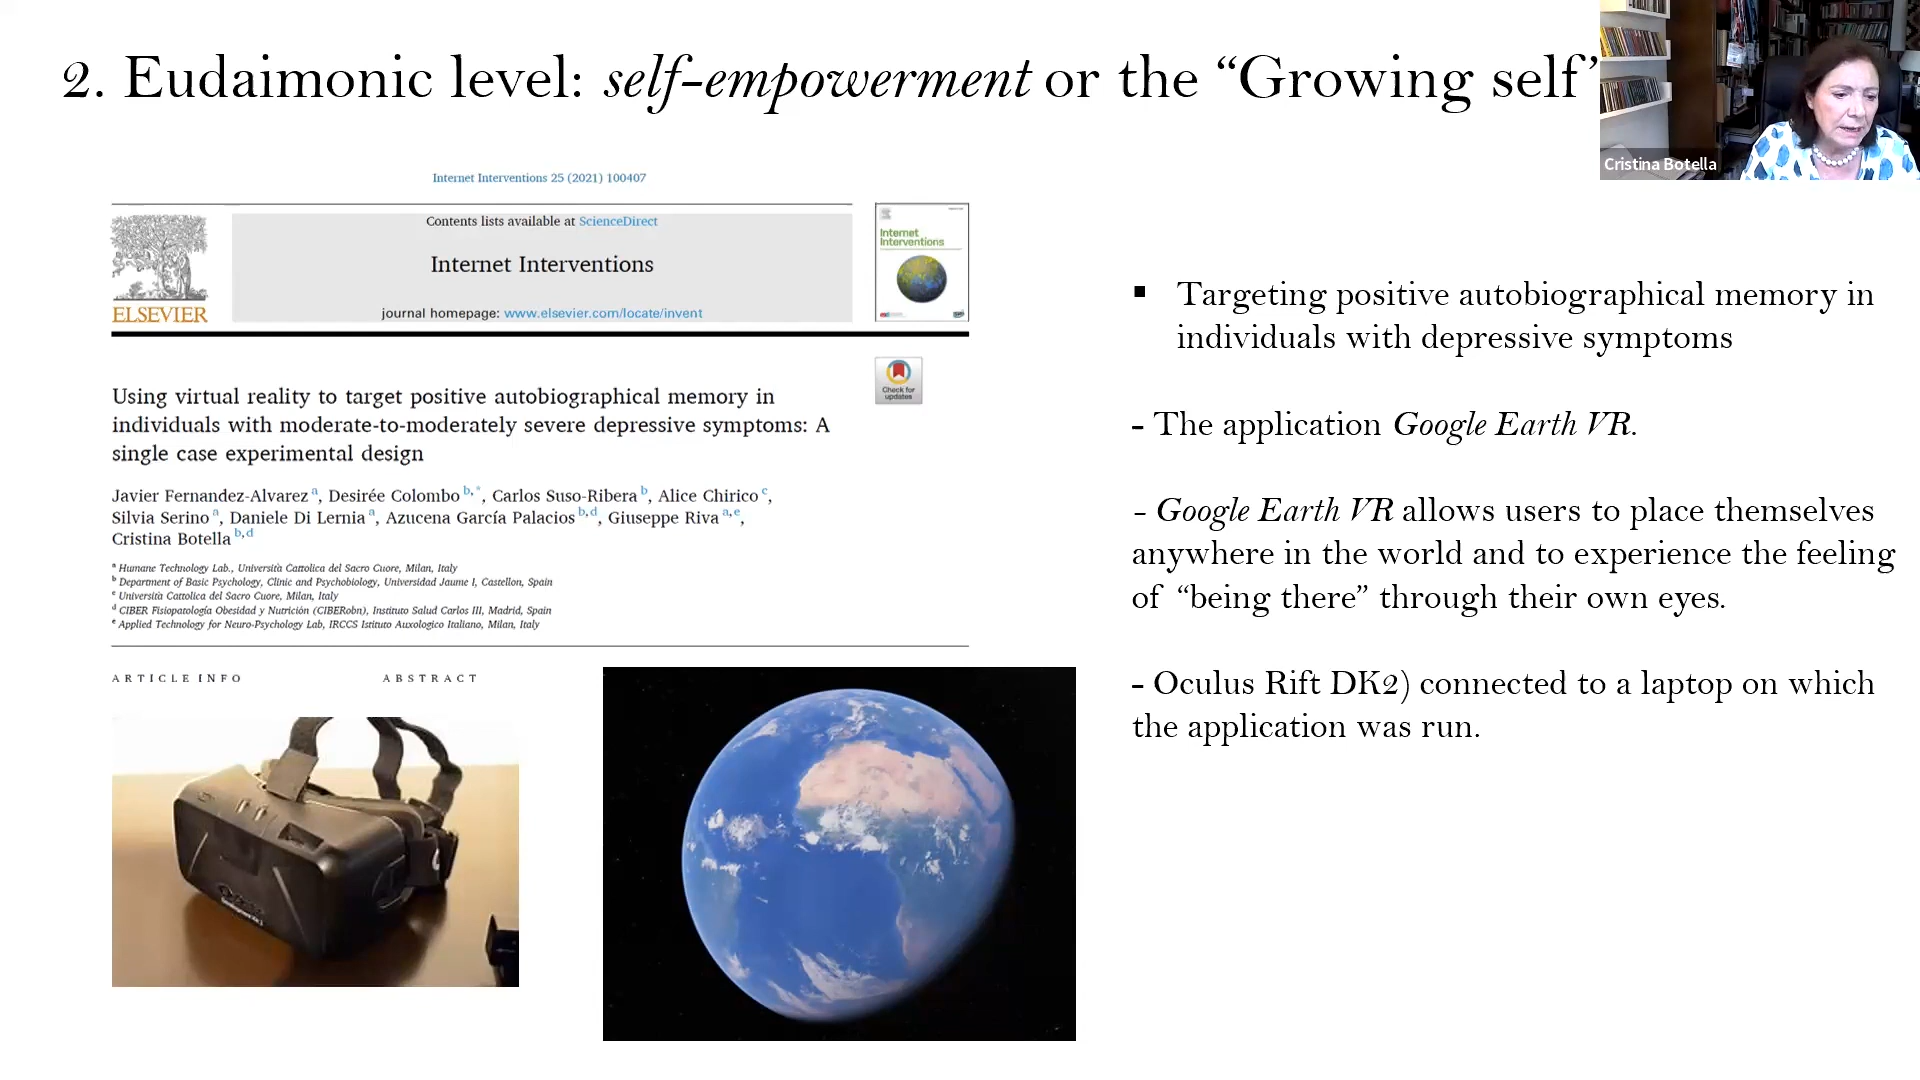 2. Eudaimonic level: self-empowerment or the “Growing self”
Cristina Botella
Internet Interventions 25 (2021) 100407
Contents lists available at ScienceDirect
Internet Interventions
journal homepage: www.elsevier.com/locate/invent
ELSEVIER
Internet
Interventions
Check for
updates
Using virtual reality to target positive autobiographical memory in
individuals with moderate-to-moderately severe depressive symptoms: A
single case experimental design
Javier Fernandez-Alvarez a, Desirée Colombo b,*, Carlos Suso-Ribera b, Alice Chirico c,
Silvia Serino a, Daniele Di Lernia a, Azucena García Palacios b,d, Giuseppe Riva a,e,
Cristina Botella b,d
a Humane Technology Lab., Università Cattolica del Sacro Cuore, Milan, Italy
b Department of Basic Psychology, Clinic and Psychobiology, Universidad Jaume I, Castellon, Spain
c Università Cattolica del Sacro Cuore, Milan, Italy
d CIBER Fisiopatología Obesidad y Nutrición (CIBERobn), Instituto Salud Carlos III, Madrid, Spain
e Applied Technology for Neuro-Psychology Lab, IRCCS Istituto Auxologico Italiano, Milan, Italy
ARTICLE INFO
ABSTRACT
▪ Targeting positive autobiographical memory in
individuals with depressive symptoms
- The application Google Earth VR.
- Google Earth VR allows users to place themselves
anywhere in the world and to experience the feeling
of “being there” through their own eyes.
- Oculus Rift DK2) connected to a laptop on which
the application was run.